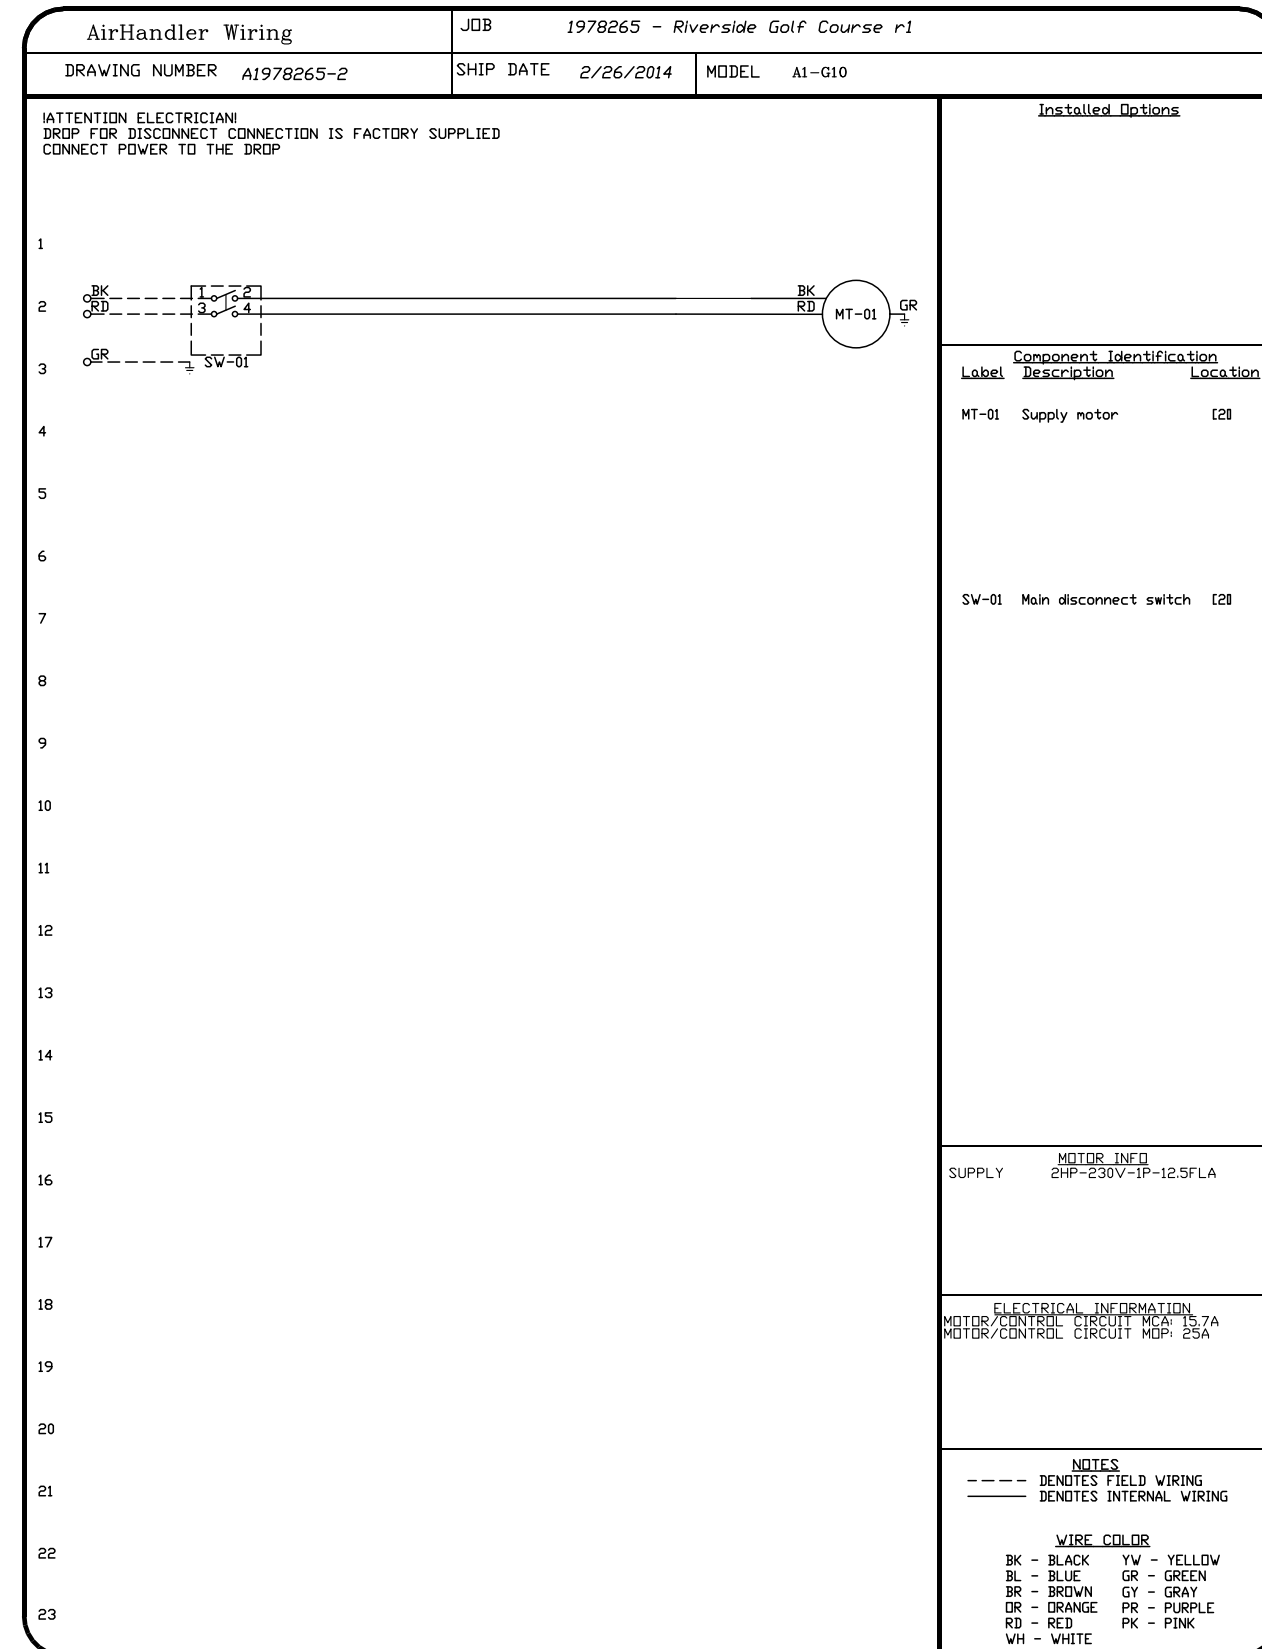 AirHandler Wiring
JOB 1978265 - Riverside Golf Course r1
DRAWING NUMBER A1978265-2
SHIP DATE 2/26/2014
MODEL A1-G10
!ATTENTION ELECTRICIAN!
DROP FOR DISCONNECT CONNECTION IS FACTORY SUPPLIED
CONNECT POWER TO THE DROP
1
2
3
4
5
6
7
8
9
10
11
12
13
14
15
16
17
18
19
20
21
22
23
BK 1 2 BK
RD 3 4 RD MT-01 GR
GR SW-01
Installed Options
Component Identification
Label Description Location
MT-01 Supply motor [2]
SW-01 Main disconnect switch [2]
MOTOR INFO
SUPPLY 2HP-230V-1P-12.5FLA
ELECTRICAL INFORMATION
MOTOR/CONTROL CIRCUIT MCA: 15.7A
MOTOR/CONTROL CIRCUIT MOP: 25A
NOTES
---- DENOTES FIELD WIRING
DENOTES INTERNAL WIRING
WIRE COLOR
BK - BLACK YW - YELLOW
BL - BLUE GR - GREEN
BR - BROWN GY - GRAY
OR - ORANGE PR - PURPLE
RD - RED PK - PINK
WH - WHITE